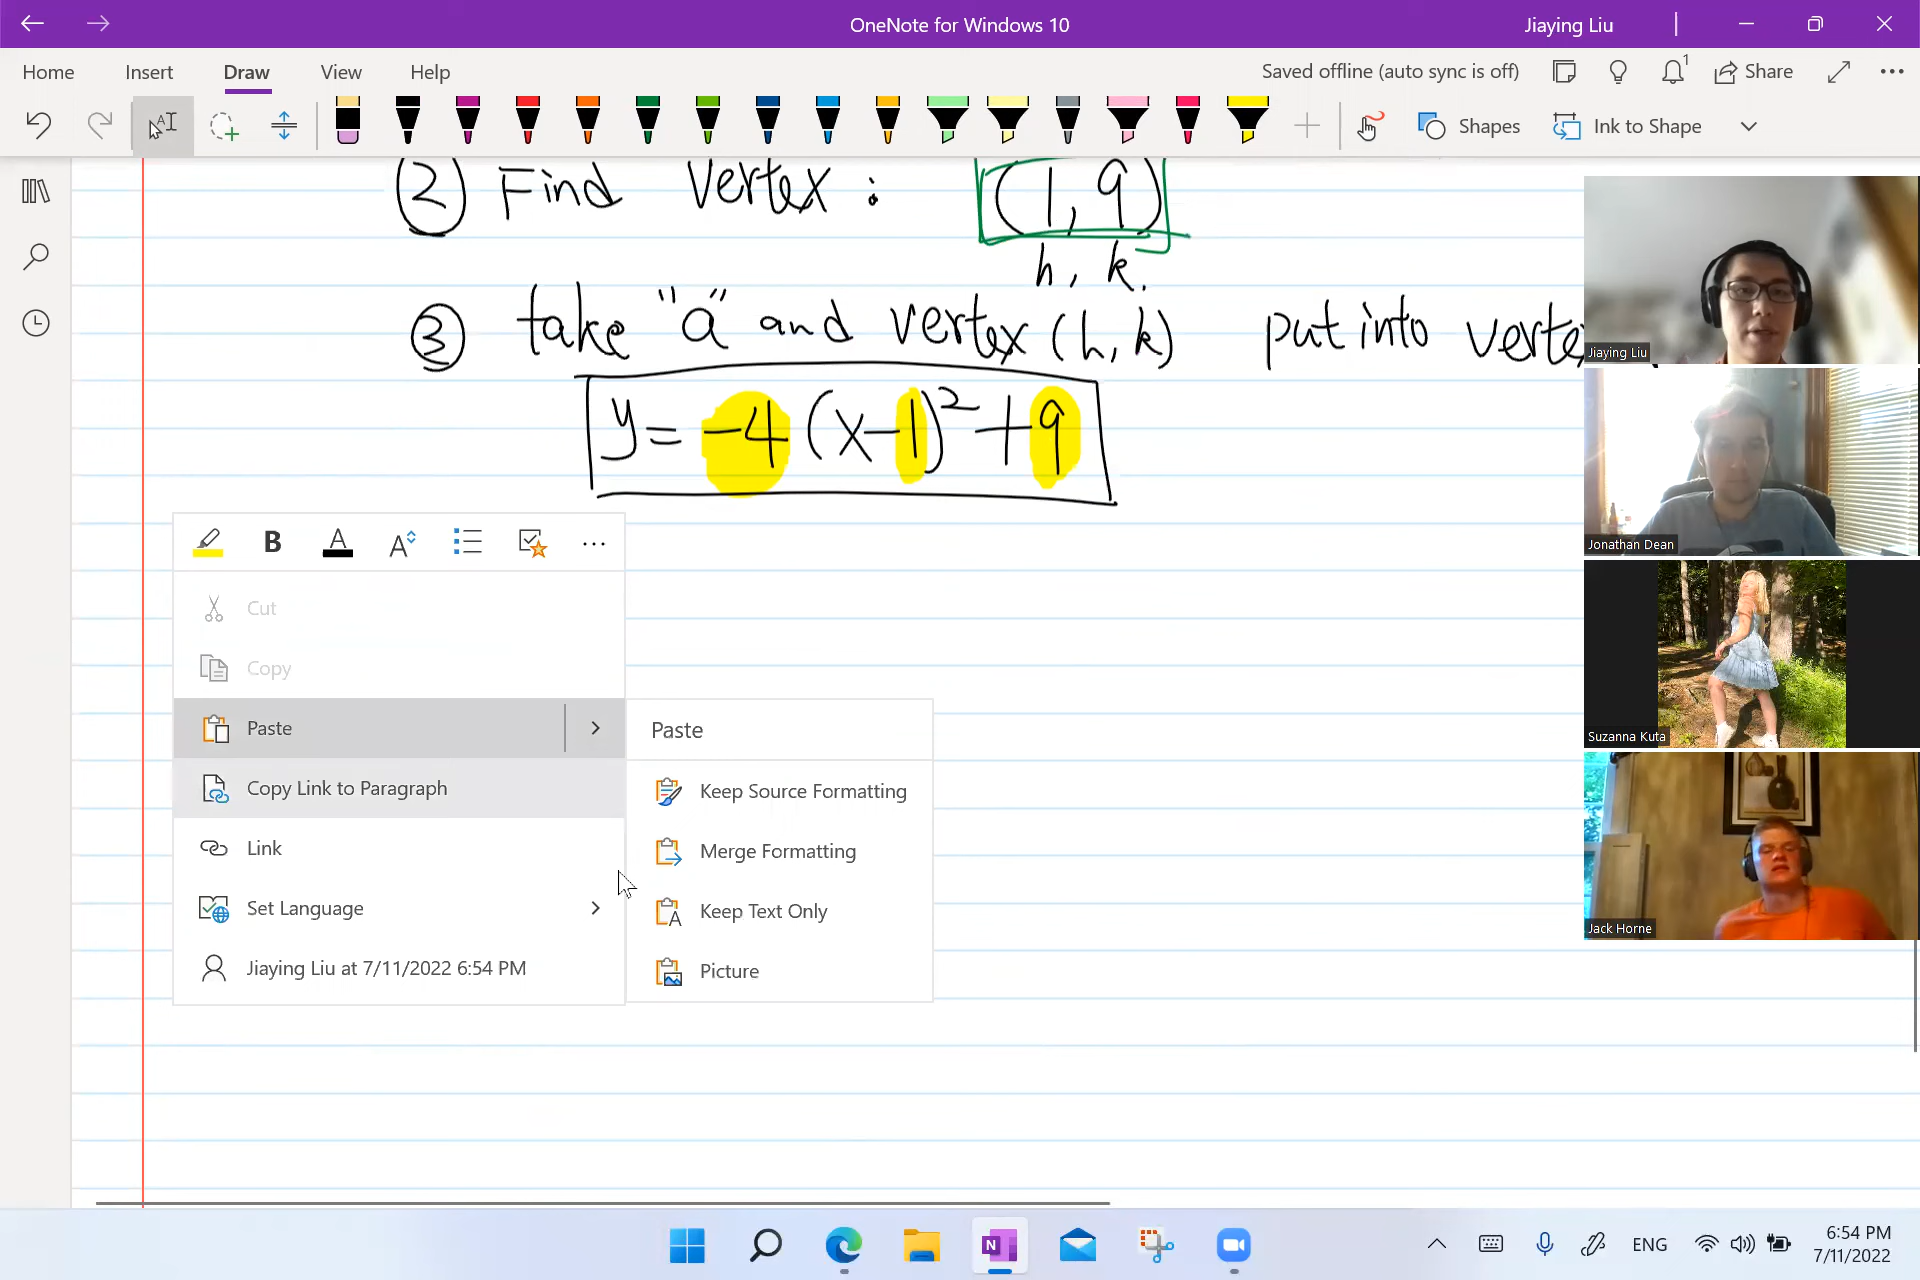 OneNote for Windows 10
Jiaying Liu
Home Insert Draw View Help
Saved offline (auto sync is off)
1
Share
Shapes
Ink to Shape
② Find Vertex : (1, 9)
h, k.
③ take "a" and vertex (h, k) put into verte
y = -4 (x-1)² + 9
B A A
Cut
Copy
Paste
Copy Link to Paragraph
Link
Set Language
Jiaying Liu at 7/11/2022 6:54 PM
Paste
Keep Source Formatting
Merge Formatting
Keep Text Only
Picture
Jiaying Liu
Jonathan Dean
Suzanna Kuta
Jack Horne
ENG
6:54 PM
7/11/2022